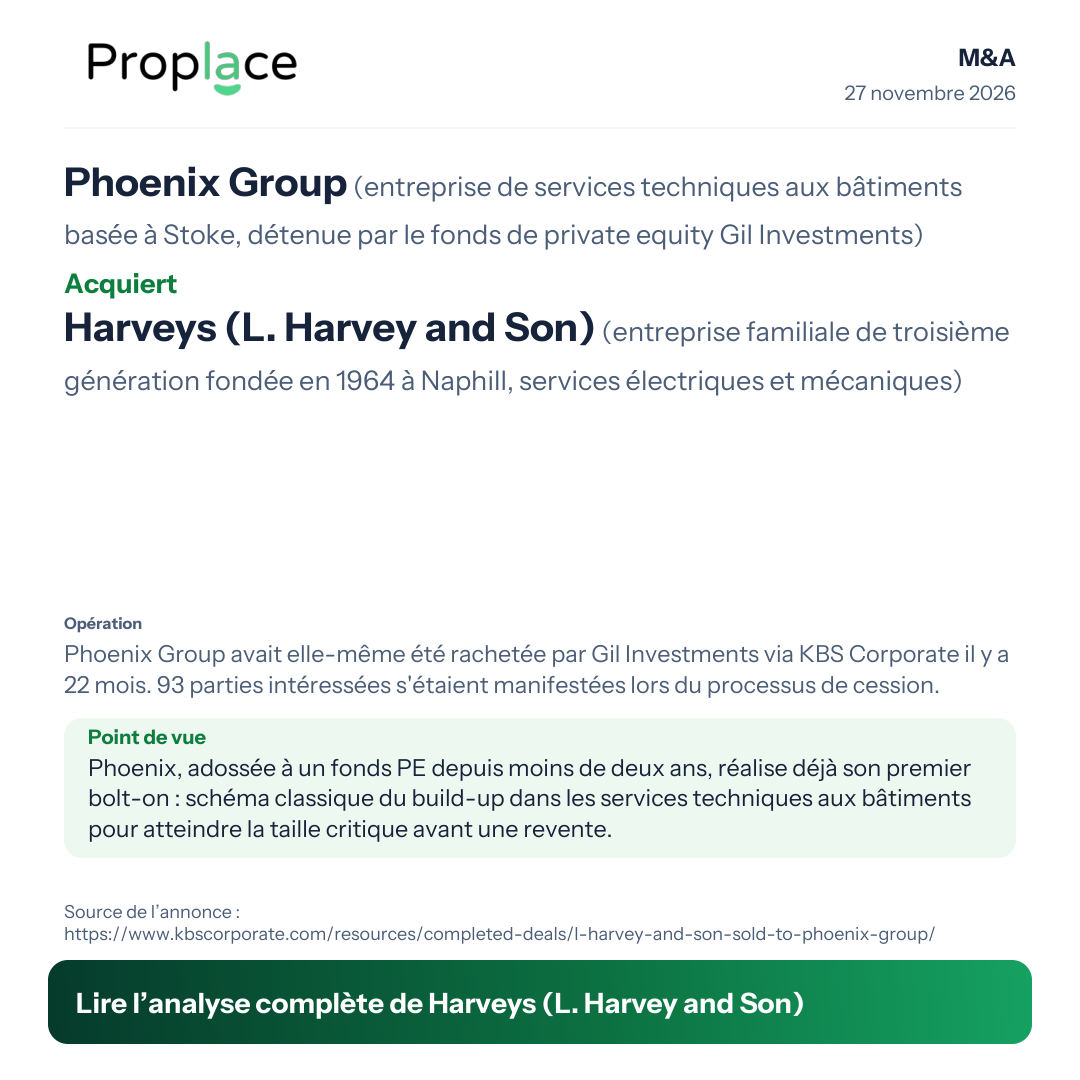 Proplace
M&A
27 novembre 2026
Phoenix Group (entreprise de services techniques aux bâtiments
basée à Stoke, détenue par le fonds de private equity Gil Investments)
Acquiert
Harveys (L. Harvey and Son) (entreprise familiale de troisième
génération fondée en 1964 à Naphill, services électriques et mécaniques)
Opération
Phoenix Group avait elle-même été rachetée par Gil Investments via KBS Corporate il y a
22 mois. 93 parties intéressées s'étaient manifestées lors du processus de cession.
Point de vue
Phoenix, adossée à un fonds PE depuis moins de deux ans, réalise déjà son premier
bolt-on : schéma classique du build-up dans les services techniques aux bâtiments
pour atteindre la taille critique avant une revente.
Source de l’annonce :
https://www.kbscorporate.com/resources/completed-deals/l-harvey-and-son-sold-to-phoenix-group/
Lire l’analyse complète de Harveys (L. Harvey and Son)